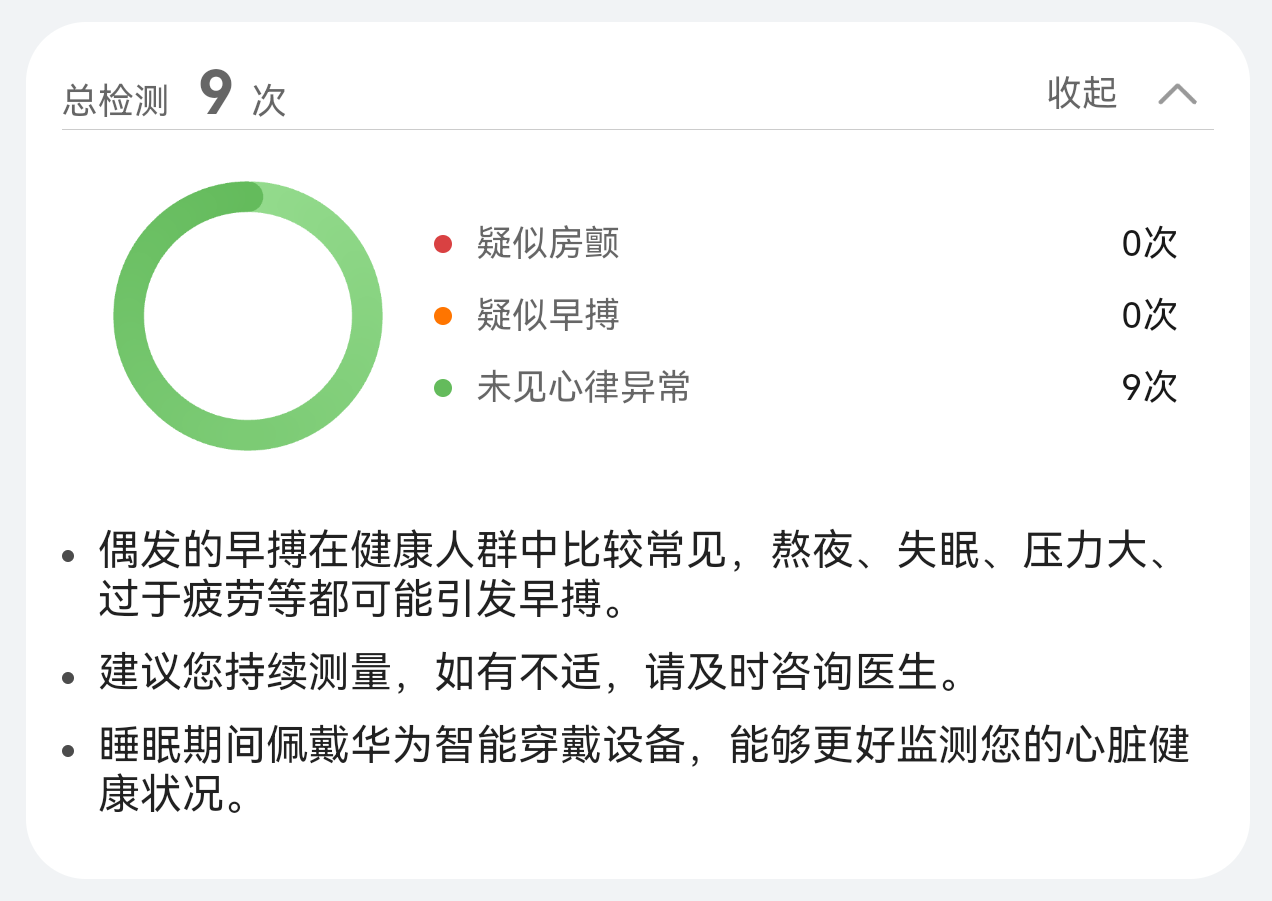 总检测 9 次 收起
疑似房颤 0次
疑似早搏 0次
未见心律异常 9次
• 偶发的早搏在健康人群中比较常见，熬夜、失眠、压力大、
过于疲劳等都可能引发早搏。
• 建议您持续测量，如有不适，请及时咨询医生。
• 睡眠期间佩戴华为智能穿戴设备，能够更好监测您的心脏健
康状况。